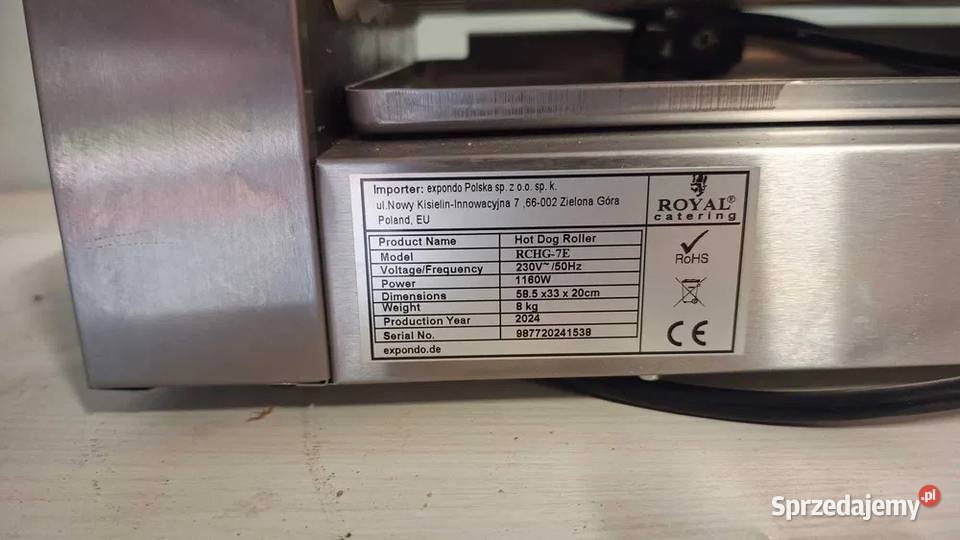 Importer: expondo Polska sp. z o.o. sp. k.
ul.Nowy Kisielin-Innowacyjna 7 ,66-002 Zielona Góra
Poland, EU
ROYAL®
catering
Product Name Hot Dog Roller
Model RCHG-7E
Voltage/Frequency 230V~/50Hz
Power 1160W
Dimensions 58.5 x33 x 20cm
Weight 8 kg
Production Year 2024
Serial No. 987720241538
expondo.de
RoHS
CE
Sprzedajemy.pl